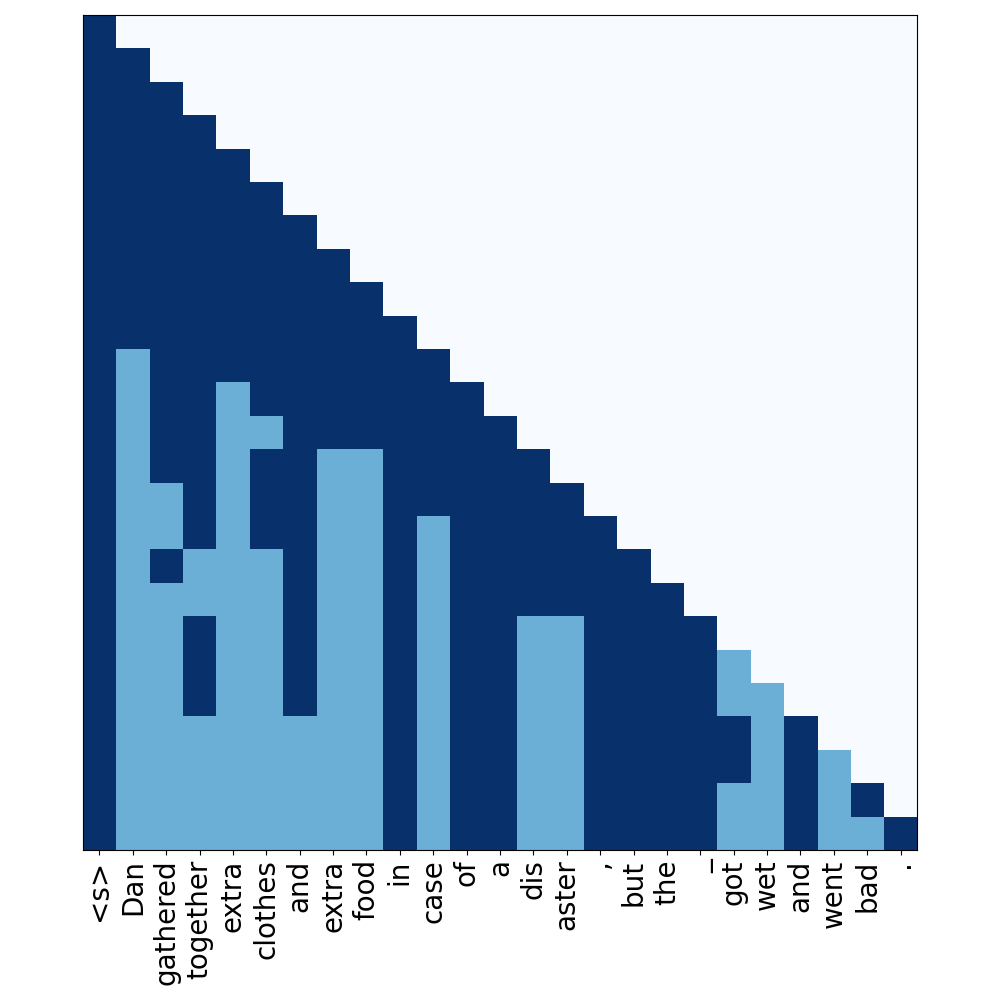 <s>
Dan
gathered
together
extra
clothes
and
extra
food
in
case
of
a
dis
aster
,
but
the
_
got
wet
and
went
bad
.